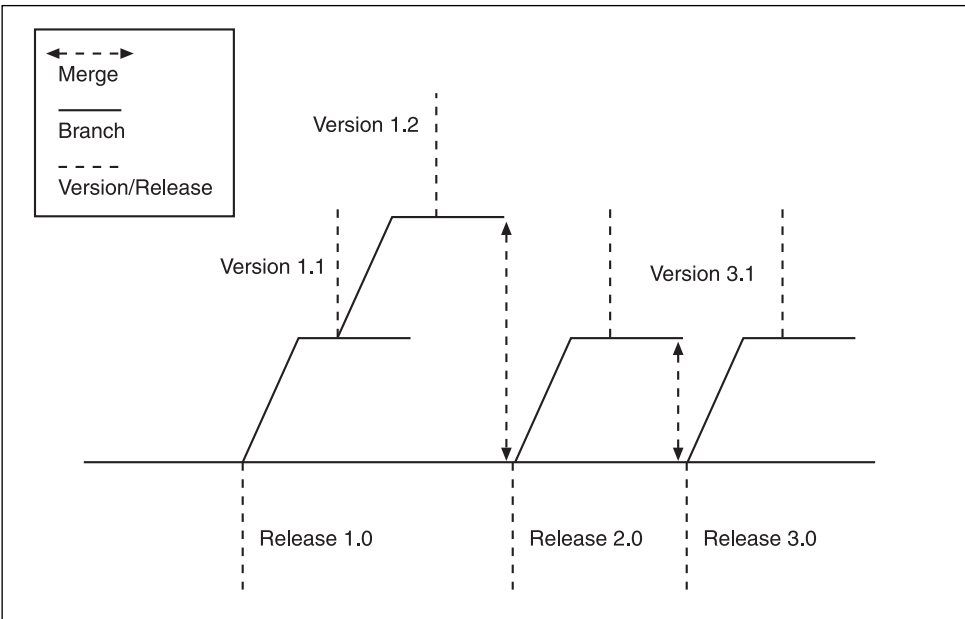 Merge
Branch
Version/Release
Version 1.2
Version 1.1
Version 3.1
Release 1.0
Release 2.0
Release 3.0